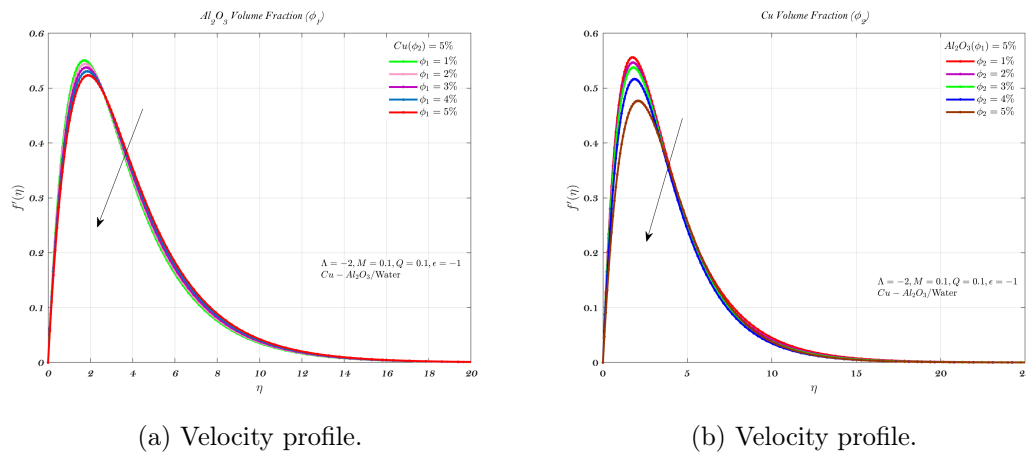 Al₂O₃ Volume Fraction (ϕ₁)
Cu(ϕ₂) = 5%
ϕ₁ = 1%
ϕ₁ = 2%
ϕ₁ = 3%
ϕ₁ = 4%
ϕ₁ = 5%
0.6
0.5
0.4
0.3
0.2
0.1
0
f′(η)
Λ = −2, M = 0.1, Q = 0.1, ϵ = −1
Cu − Al₂O₃/Water
0 2 4 6 8 10 12 14 16 18 20
η
(a) Velocity profile.
Cu Volume Fraction (ϕ₂)
Al₂O₃(ϕ₁) = 5%
ϕ₂ = 1%
ϕ₂ = 2%
ϕ₂ = 3%
ϕ₂ = 4%
ϕ₂ = 5%
0.6
0.5
0.4
0.3
0.2
0.1
0
f′(η)
Λ = −2, M = 0.1, Q = 0.1, ϵ = −1
Cu − Al₂O₃/Water
0 5 10 15 20 25
η
(b) Velocity profile.